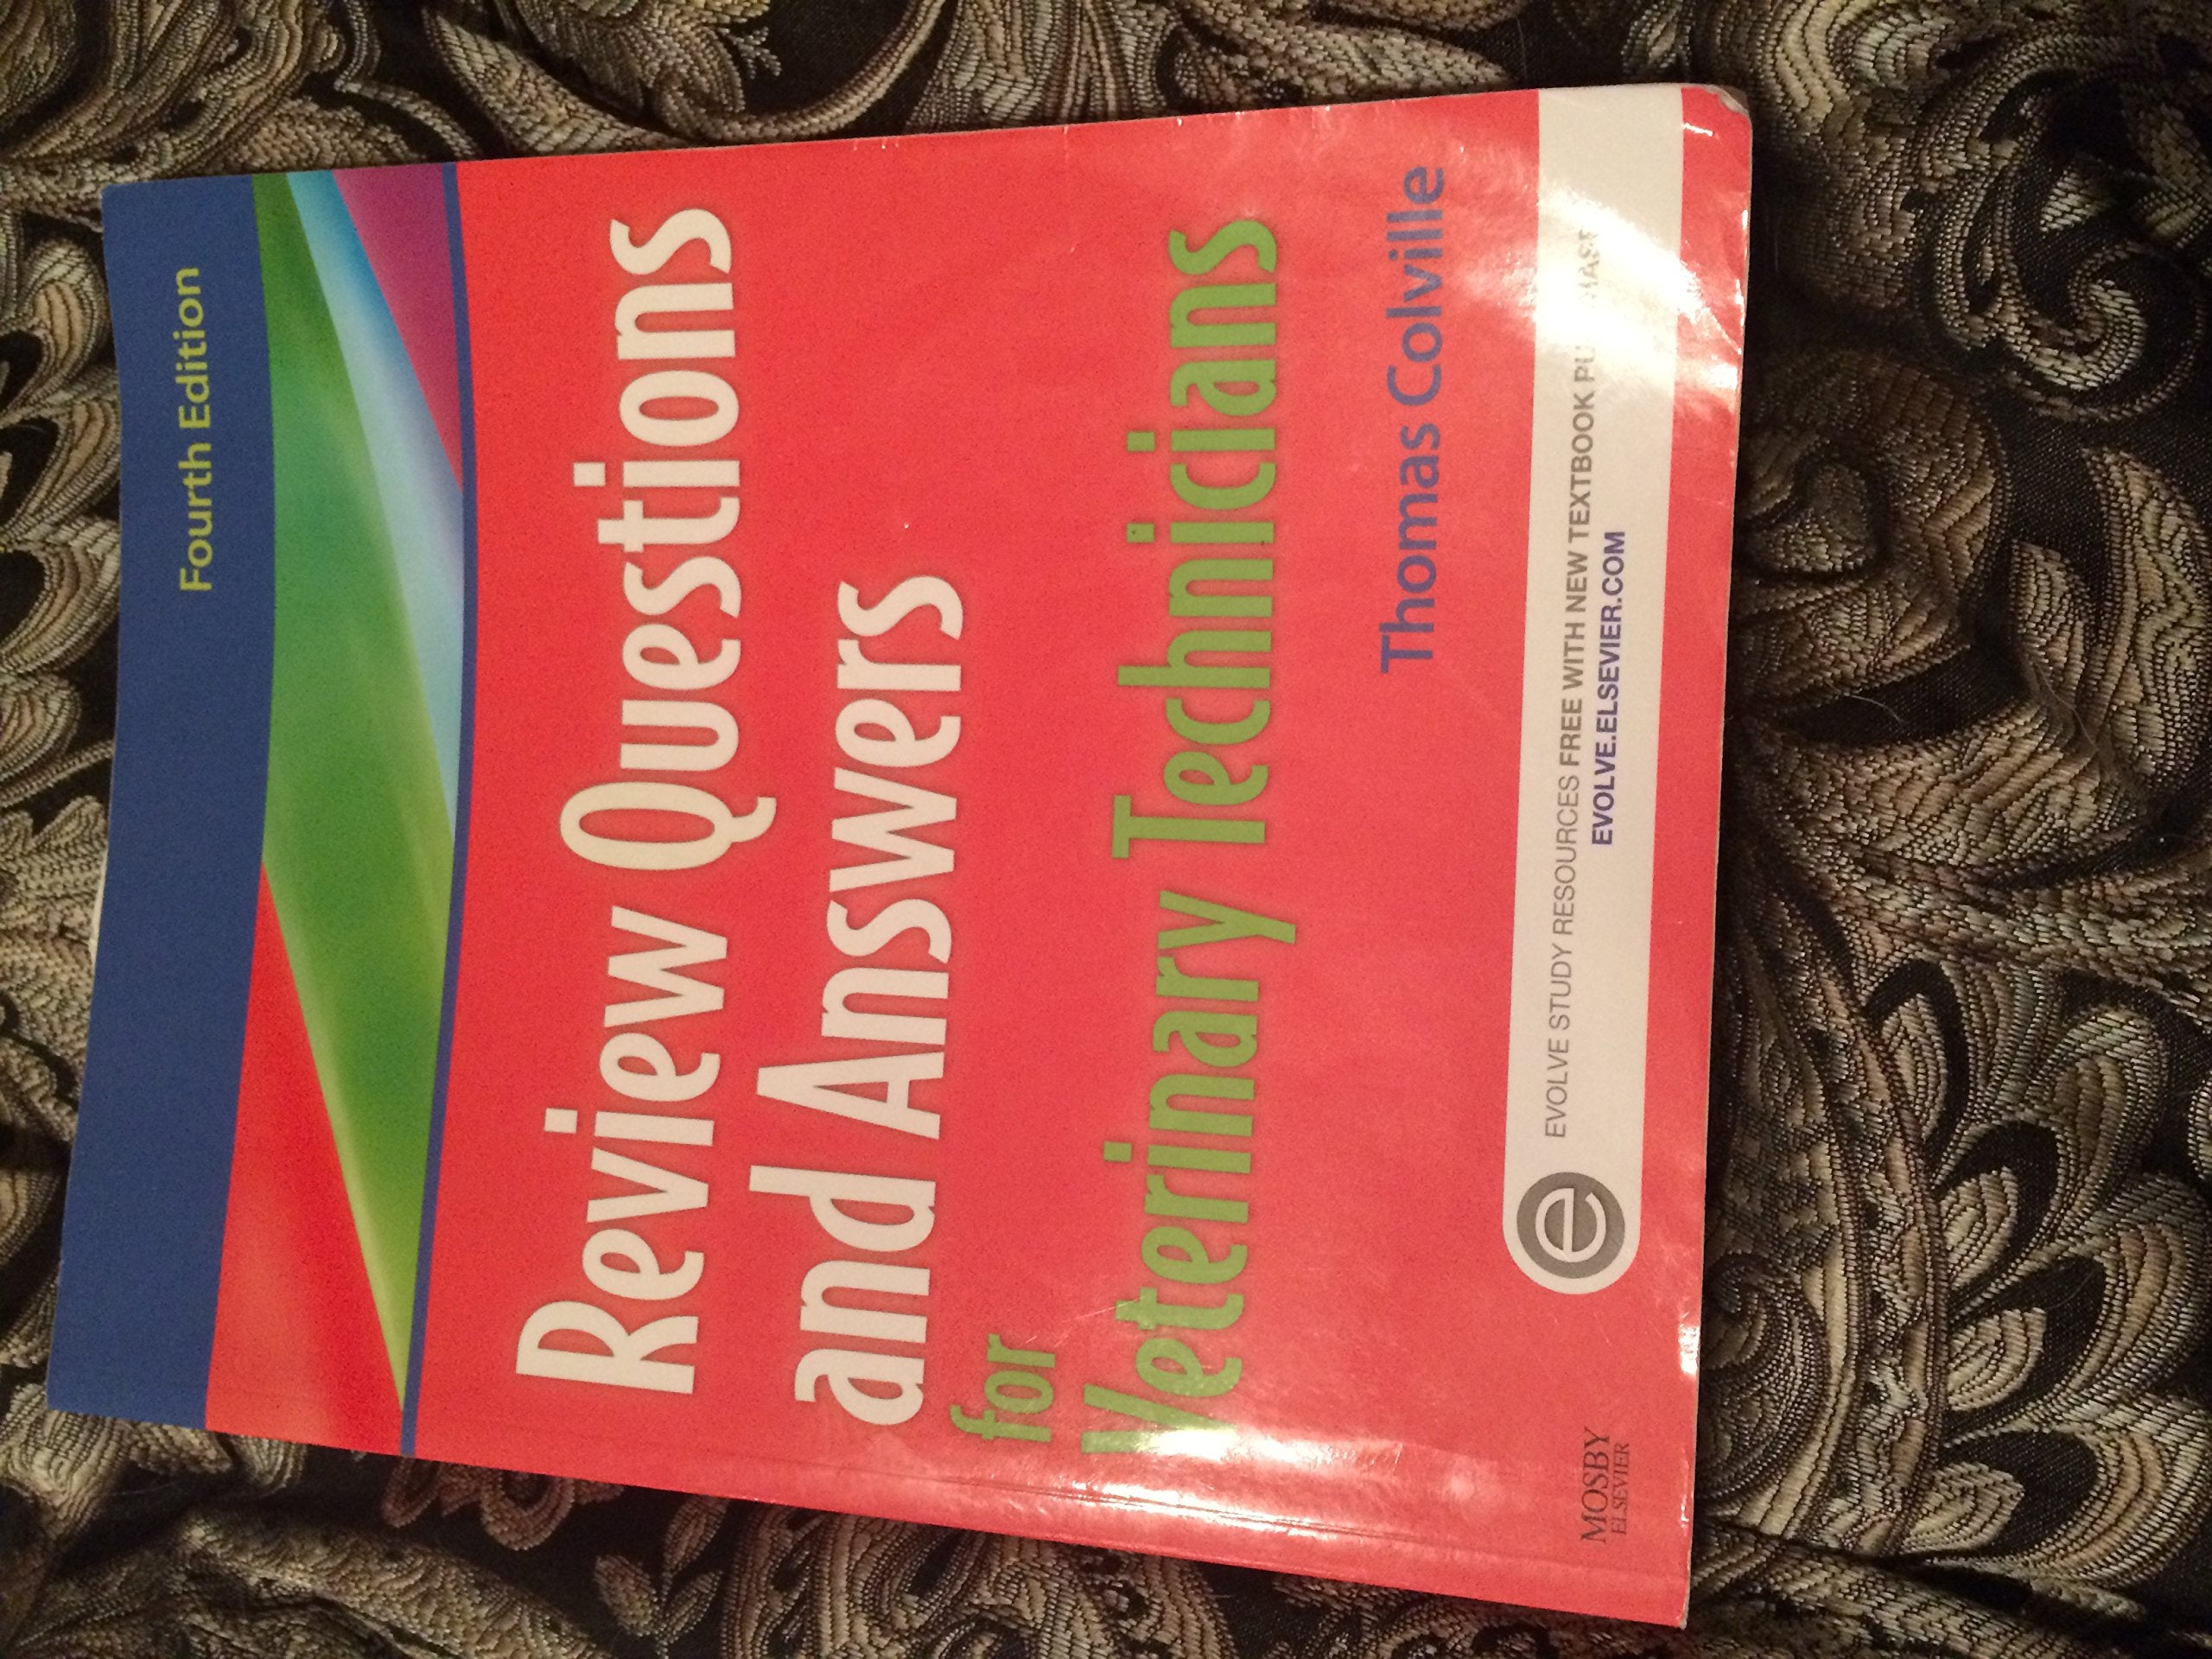 Fourth Edition
Review Questions
and Answers
for
Veterinary Technicians
Thomas Colville
EVOLVE STUDY RESOURCES FREE WITH NEW TEXTBOOK
EVOLVE.ELSEVIER.COM
e
MOSBY
ELSEVIER